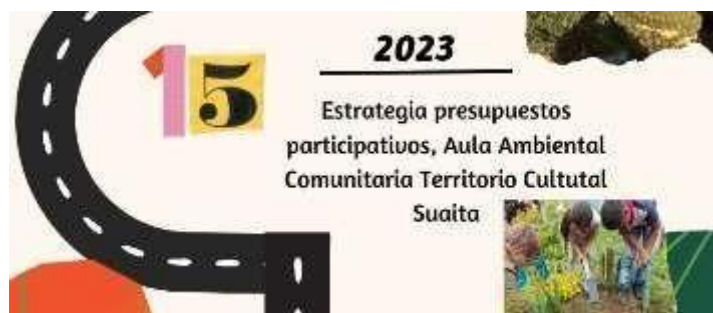 15
2023
Estrategia presupuestos
participativos, Aula Ambiental
Comunitaria Territorio Cultutal
Suaita